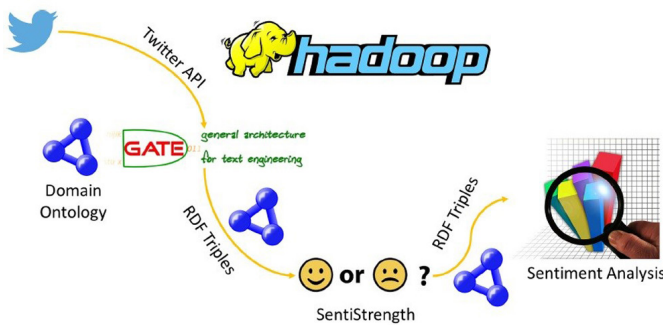 hadoop
Twitter API
GATE
general architecture
for text engineering
Domain
Ontology
RDF Triples
or ?
SentiStrength
RDF Triples
Sentiment Analysis